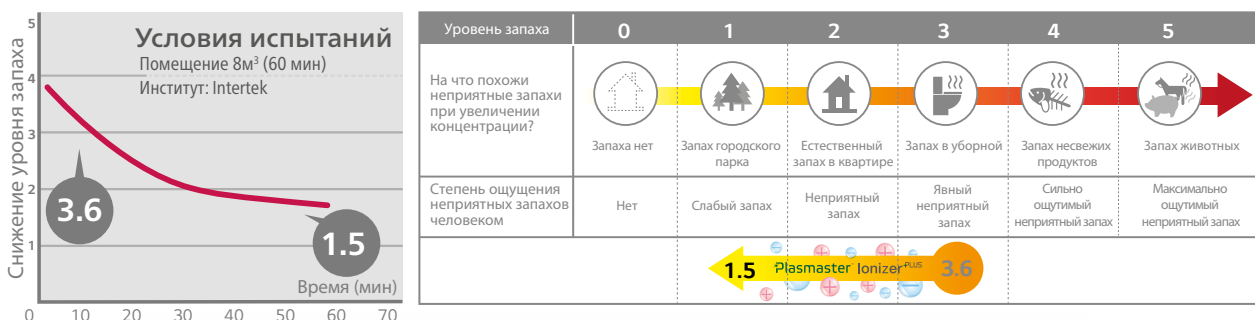 Снижение уровня запаха
5
4
3
2
1
Условия испытаний
Помещение 8м³ (60 мин)
Институт: Intertek
3.6
1.5
Время (мин)
0 10 20 30 40 50 60 70
Уровень запаха 0 1 2 3 4 5
На что похожи
неприятные запахи
при увеличении
концентрации?
Запаха нет
Запах городского
парка
Естественный
запах в квартире
Запах в уборной
Запах несвежих
продуктов
Запах животных
Степень ощущения
неприятных запахов
человеком
Нет
Слабый запах
Неприятный
запах
Явный
неприятный
запах
Сильно
ощутимый
неприятный запах
Максимально
ощутимый
неприятный запах
1.5 Plasmaster Ionizer PLUS 3.6